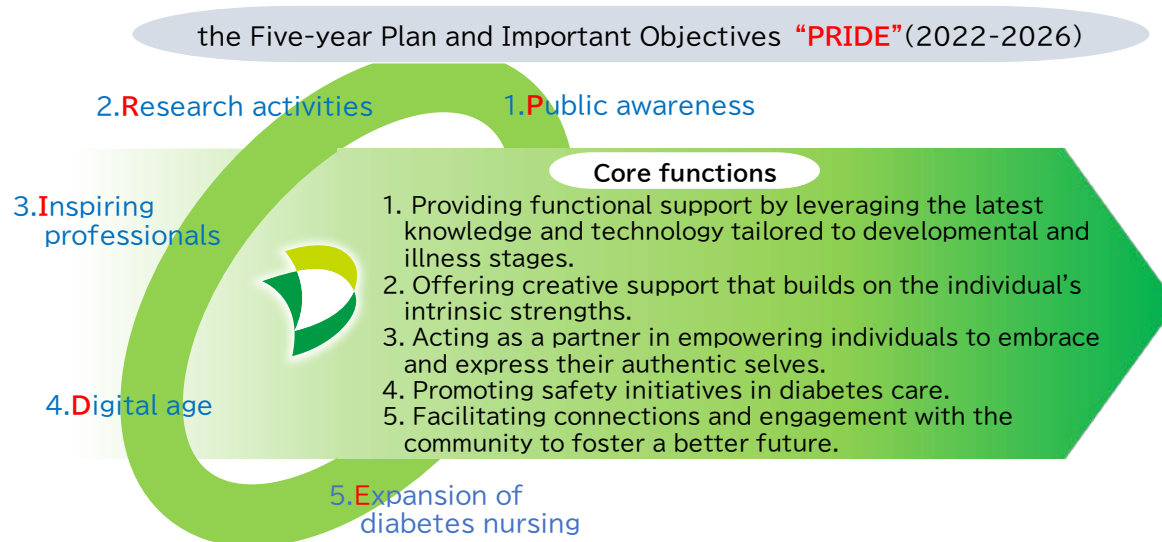 the Five-year Plan and Important Objectives “PRIDE”(2022-2026)
1.Public awareness
2.Research activities
3.Inspiring
professionals
4.Digital age
5.Expansion of
diabetes nursing
Core functions
1. Providing functional support by leveraging the latest
knowledge and technology tailored to developmental and
illness stages.
2. Offering creative support that builds on the individual’s
intrinsic strengths.
3. Acting as a partner in empowering individuals to embrace
and express their authentic selves.
4. Promoting safety initiatives in diabetes care.
5. Facilitating connections and engagement with the
community to foster a better future.